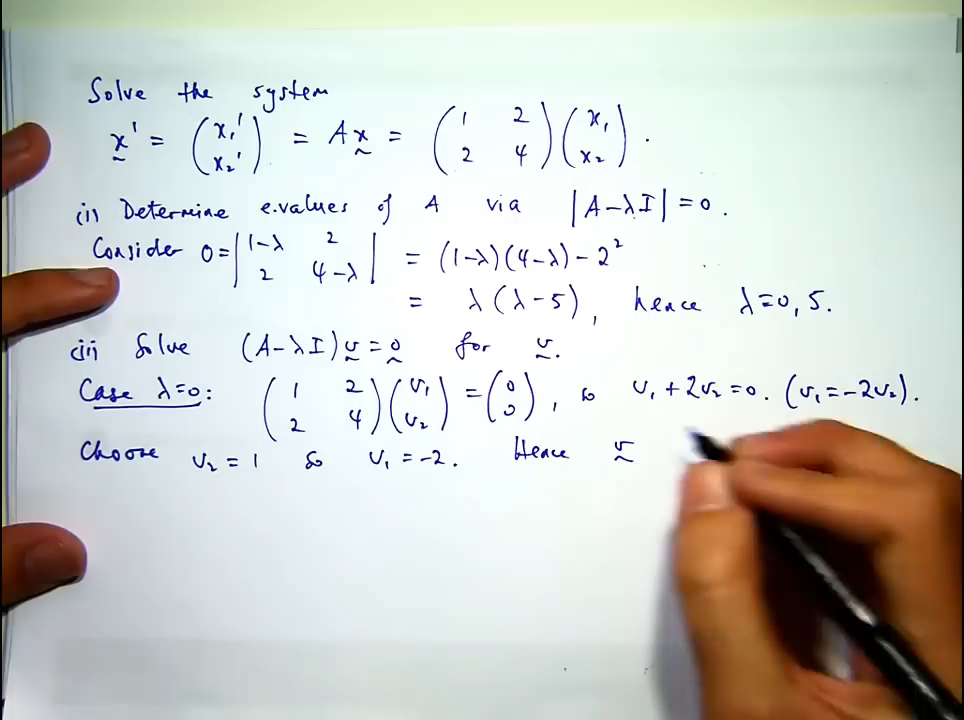 Solve the system
x' = (x₁' x₂') = Ax = (1 2 2 4)(x₁ x₂).
(i) Determine e.values of A via |A-λI| = 0.
Consider 0 = |1-λ 2 2 4-λ| = (1-λ)(4-λ) - 2²
= λ(λ-5), hence λ=0, 5.
(ii) Solve (A-λI)v = 0 for v.
Case λ=0: (1 2 2 4)(v₁ v₂) = (0 0), so v₁ + 2v₂ = 0. (v₁ = -2v₂).
Choose v₂ = 1 so v₁ = -2. Hence v